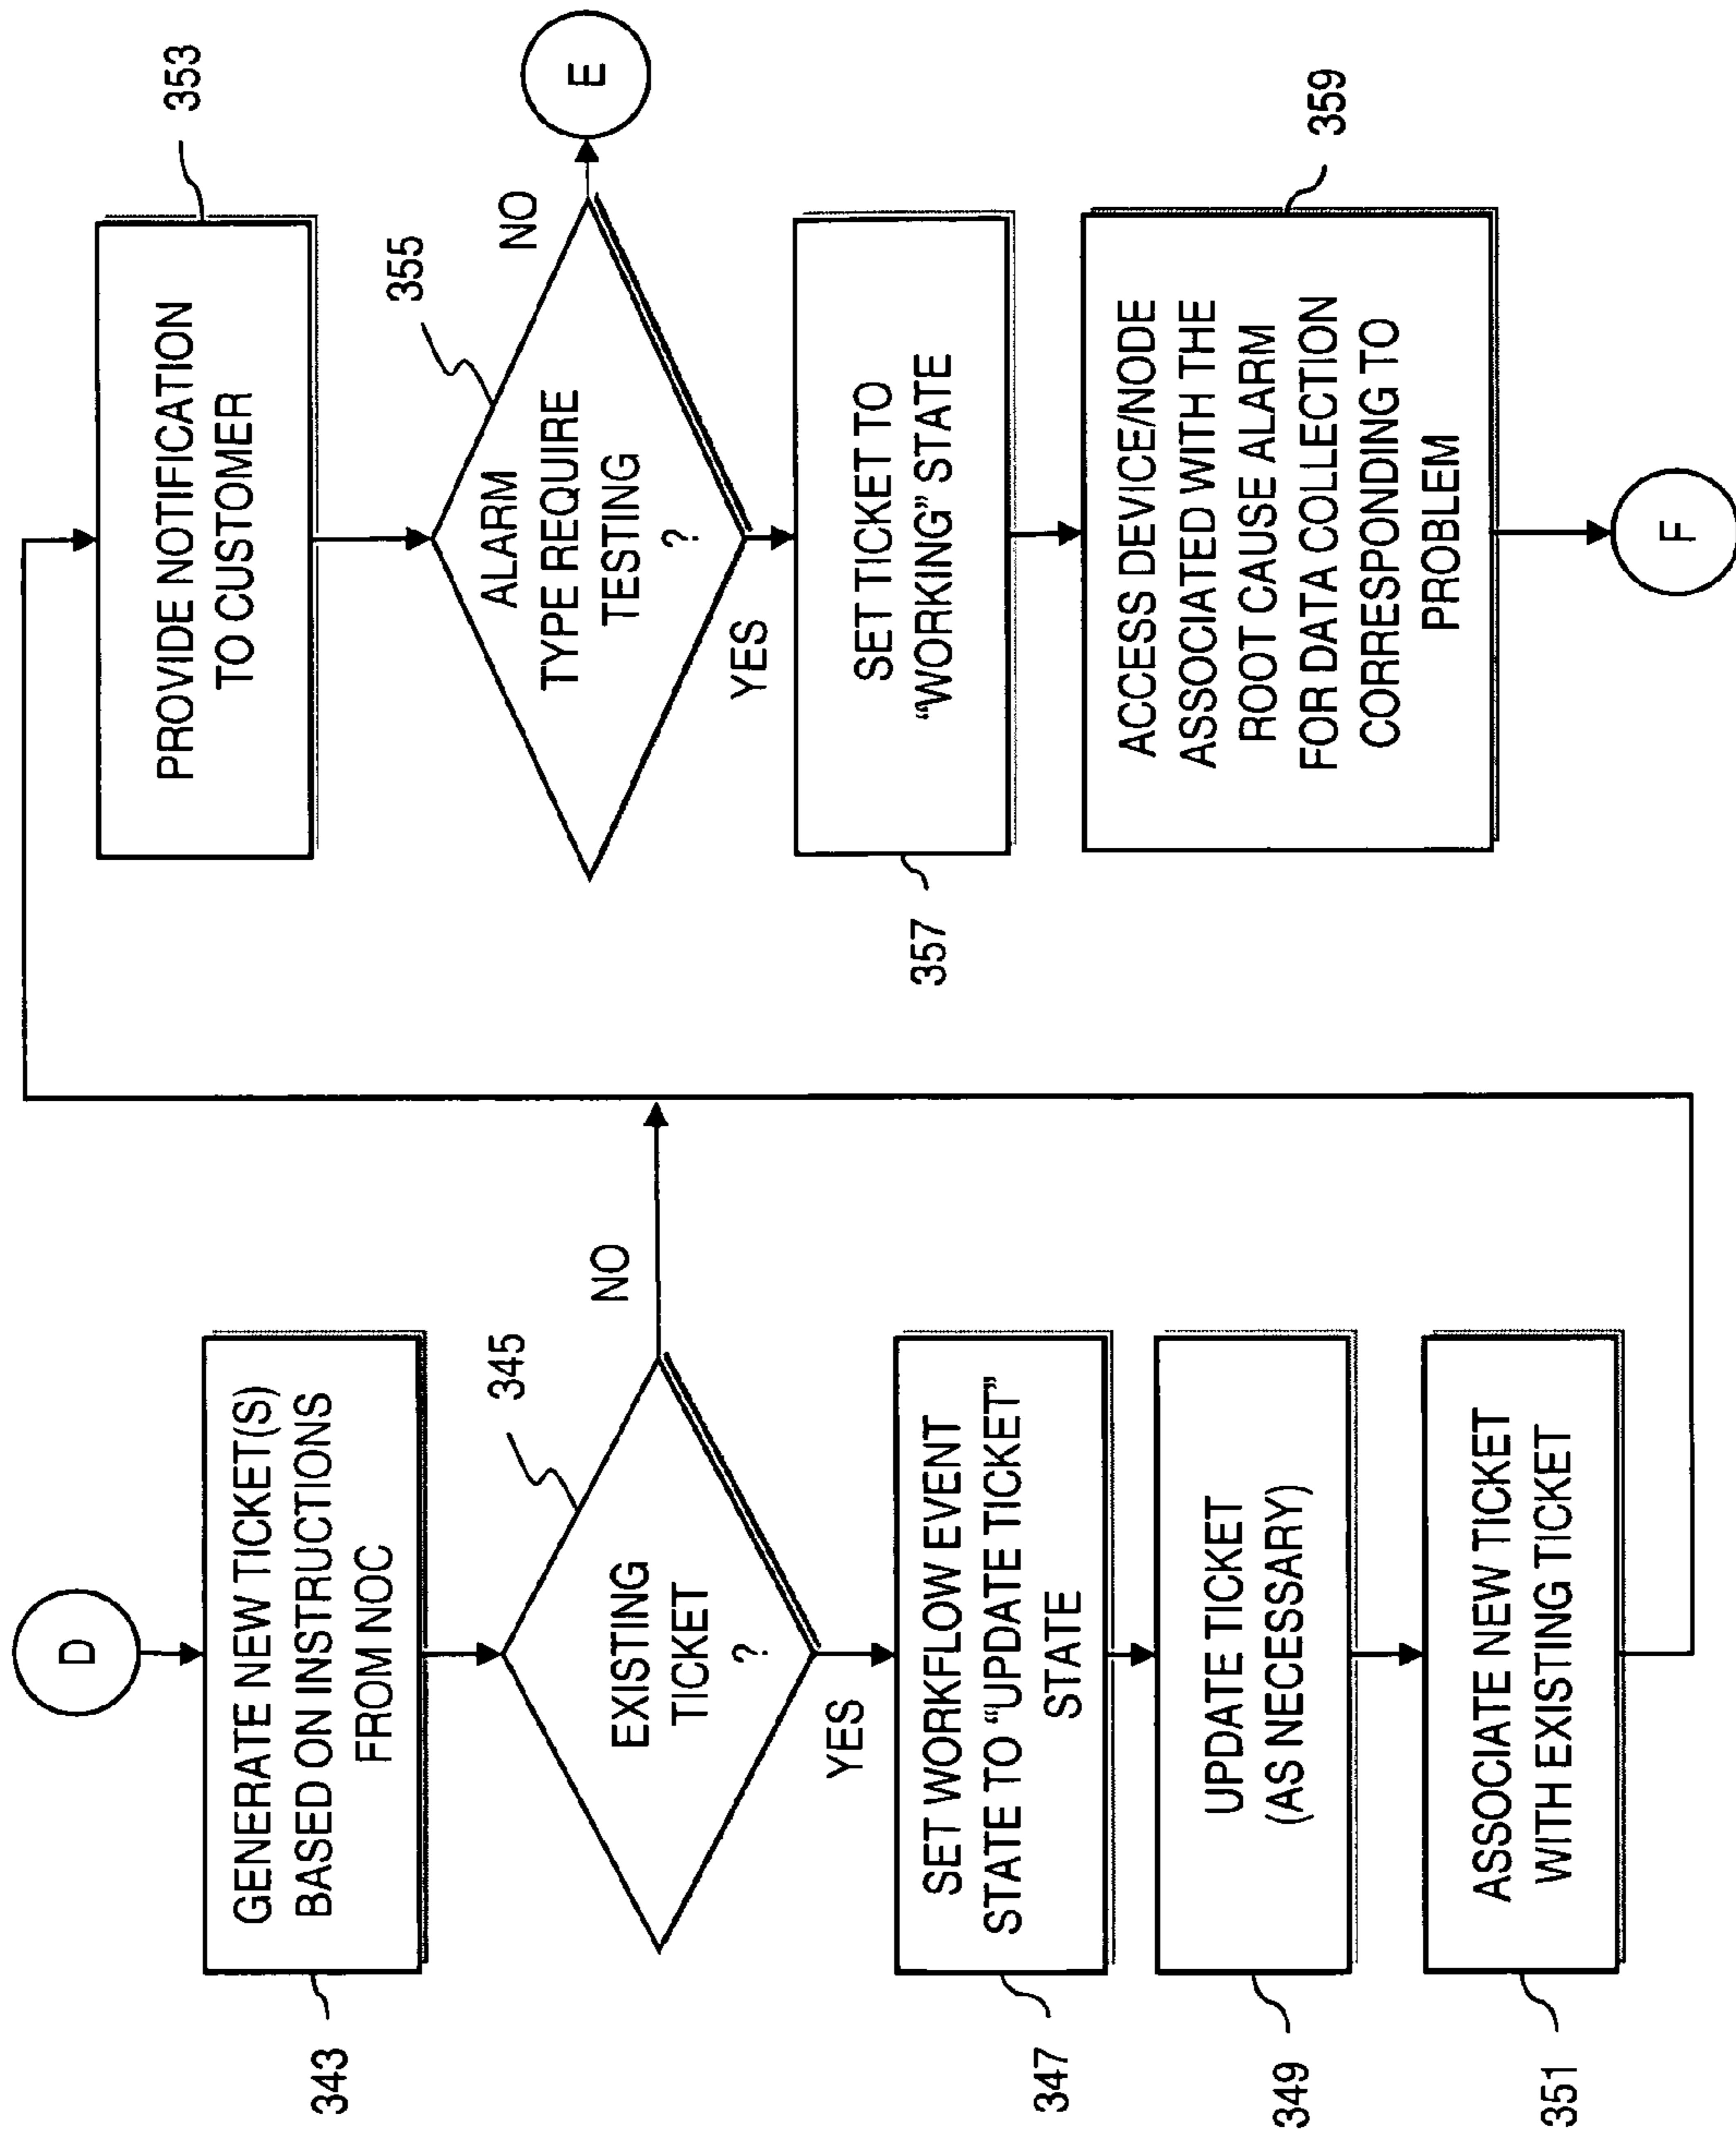 D
343
GENERATE NEW TICKET(S)
BASED ON INSTRUCTIONS
FROM NOC
345
EXISTING
TICKET
?
NO
YES
347
SET WORKFLOW EVENT
STATE TO "UPDATE TICKET"
STATE
349
UPDATE TICKET
(AS NECESSARY)
351
ASSOCIATE NEW TICKET
WITH EXISTING TICKET
353
PROVIDE NOTIFICATION
TO CUSTOMER
355
ALARM
TYPE REQUIRE
TESTING
?
NO
E
YES
357
SET TICKET TO
"WORKING" STATE
359
ACCESS DEVICE/NODE
ASSOCIATED WITH THE
ROOT CAUSE ALARM
FOR DATA COLLECTION
CORRESPONDING TO
PROBLEM
F